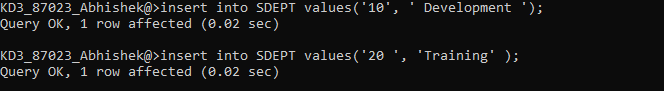 KD3_87023_Abhishek@>insert into SDEPT values('10', ' Development ');
Query OK, 1 row affected (0.02 sec)
KD3_87023_Abhishek@>insert into SDEPT values('20 ', 'Training' );
Query OK, 1 row affected (0.02 sec)